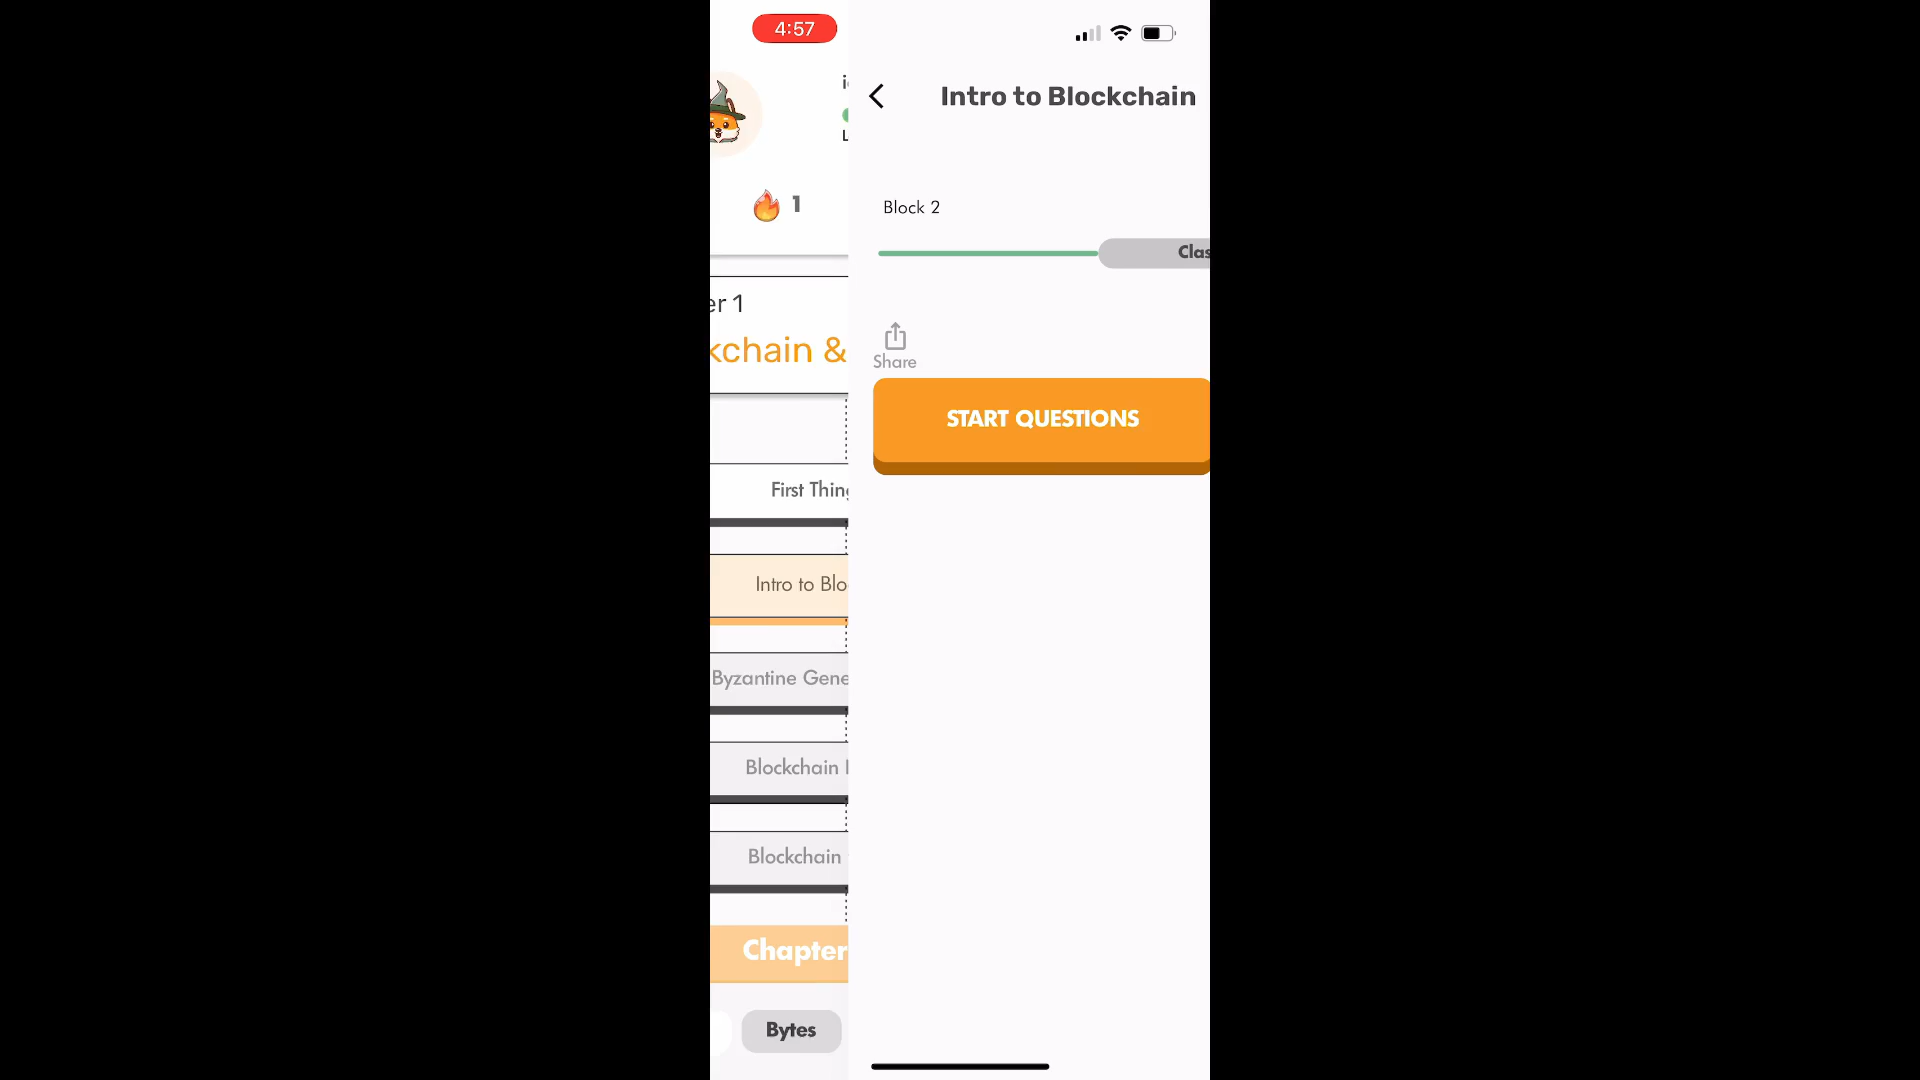 4:57
1
er 1
kchain &
First Thing
Intro to Blo
Byzantine Gene
Blockchain
Blockchain
Chapter
Bytes
Intro to Blockchain
Block 2
Clas
Share
START QUESTIONS